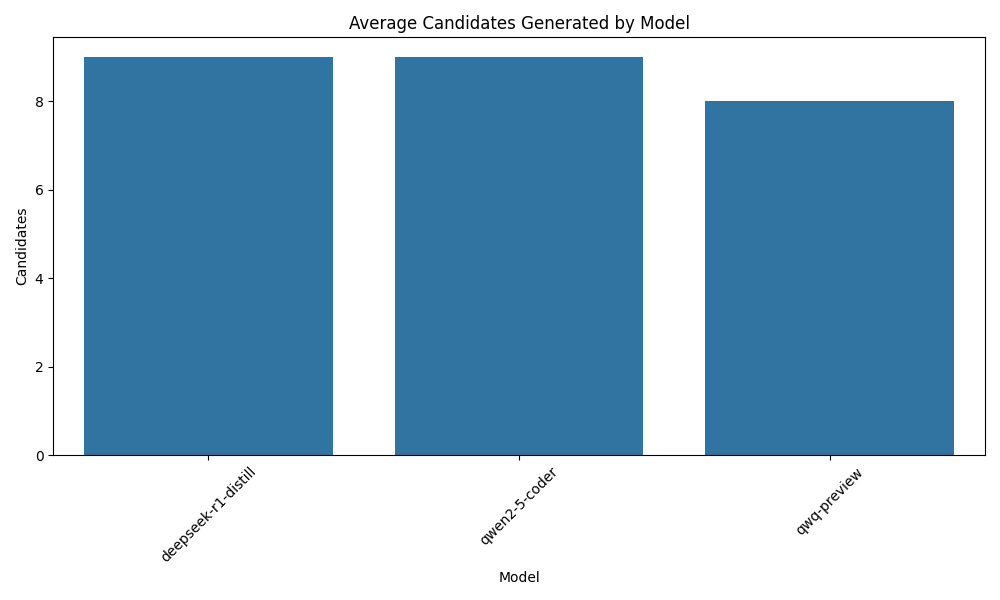 Average Candidates Generated by Model
Candidates
8
6
4
2
0
deepseek-r1-distill
qwen2-5-coder
qwq-preview
Model